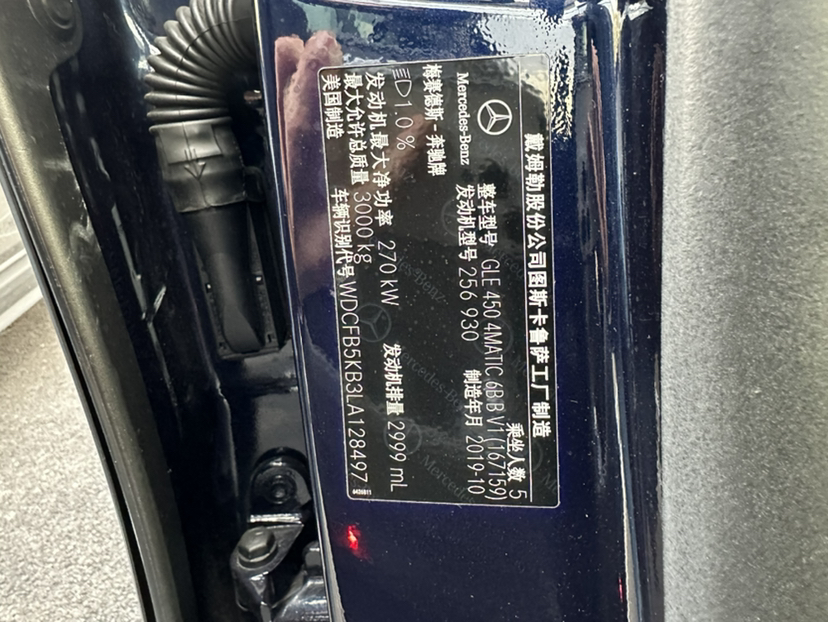 戴姆勒股份公司图斯卡鲁萨工厂制造
Mercedes-Benz
梅赛德斯-奔驰牌
整车型号 GLE 450 4MATIC 6BB V1 (167159)
乘坐人数 5
发动机型号 256 930
制造年月 2019-10
1.0 %
发动机最大净功率 270 kW
发动机排量 2999 mL
最大允许总质量 3000 kg
美国制造
车辆识别代号 WDCFB5KB3LA128497